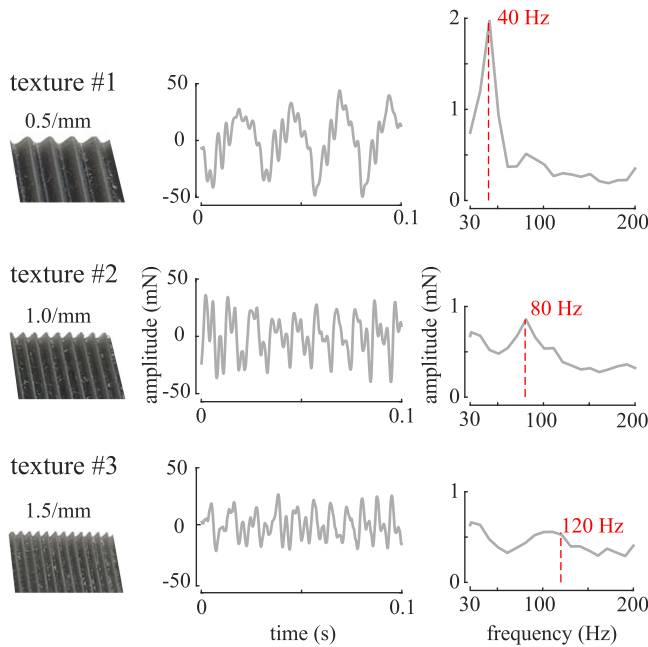 texture #1
0.5/mm
50
0
-50
0
0.1
2
1
0
40 Hz
30
100
200
texture #2
1.0/mm
amplitude (mN)
50
0
-50
0
0.1
amplitude (mN)
1
0
80 Hz
30
100
200
texture #3
1.5/mm
50
0
-50
0
0.1
time (s)
1
0
120 Hz
30
100
200
frequency (Hz)